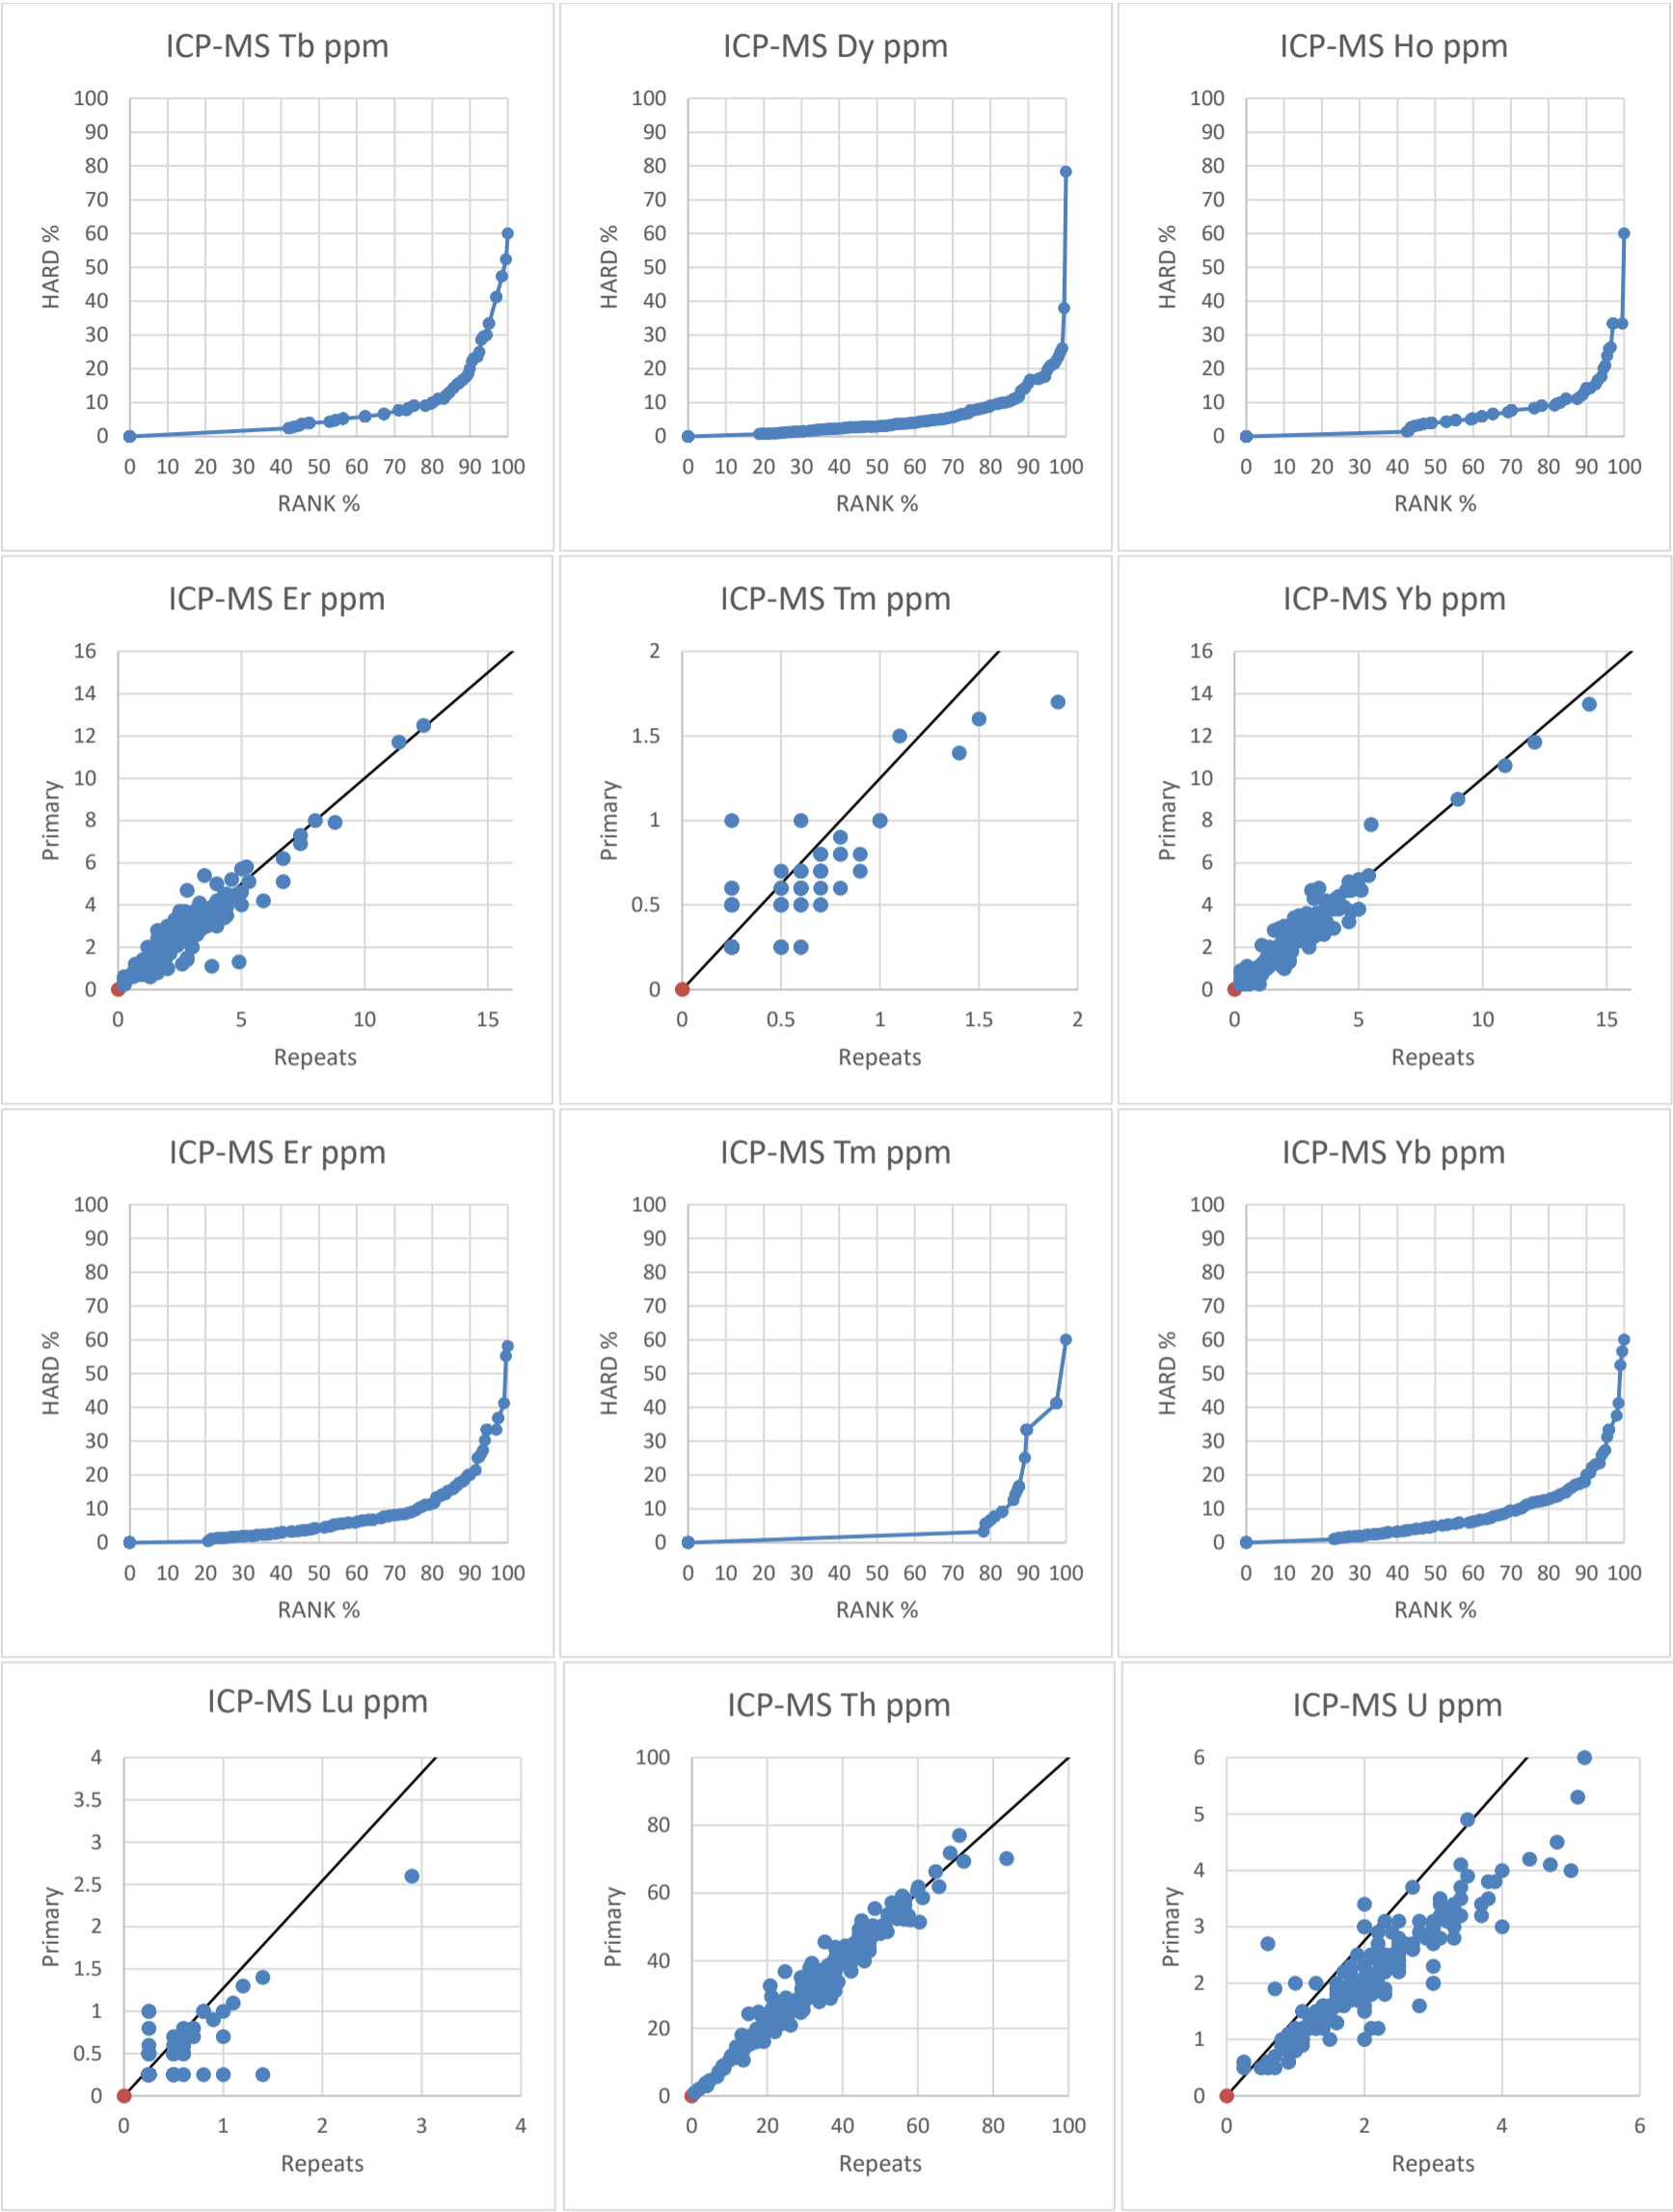 ICP-MS Tb ppm
100
90
80
70
60
50
40
30
20
10
0
HARD %
0 10 20 30 40 50 60 70 80 90 100
RANK %
ICP-MS Dy ppm
100
90
80
70
60
50
40
30
20
10
0
HARD %
0 10 20 30 40 50 60 70 80 90 100
RANK %
ICP-MS Ho ppm
100
90
80
70
60
50
40
30
20
10
0
HARD %
0 10 20 30 40 50 60 70 80 90 100
RANK %
ICP-MS Er ppm
16
14
12
10
8
6
4
2
0
Primary
0 5 10 15
Repeats
ICP-MS Tm ppm
2
1.5
1
0.5
0
Primary
0 0.5 1 1.5 2
Repeats
ICP-MS Yb ppm
16
14
12
10
8
6
4
2
0
Primary
0 5 10 15
Repeats
ICP-MS Er ppm
100
90
80
70
60
50
40
30
20
10
0
HARD %
0 10 20 30 40 50 60 70 80 90 100
RANK %
ICP-MS Tm ppm
100
90
80
70
60
50
40
30
20
10
0
HARD %
0 10 20 30 40 50 60 70 80 90 100
RANK %
ICP-MS Yb ppm
100
90
80
70
60
50
40
30
20
10
0
HARD %
0 10 20 30 40 50 60 70 80 90 100
RANK %
ICP-MS Lu ppm
4
3.5
3
2.5
2
1.5
1
0.5
0
Primary
0 1 2 3 4
Repeats
ICP-MS Th ppm
100
80
60
40
20
0
Primary
0 20 40 60 80 100
Repeats
ICP-MS U ppm
6
5
4
3
2
1
0
Primary
0 2 4 6
Repeats